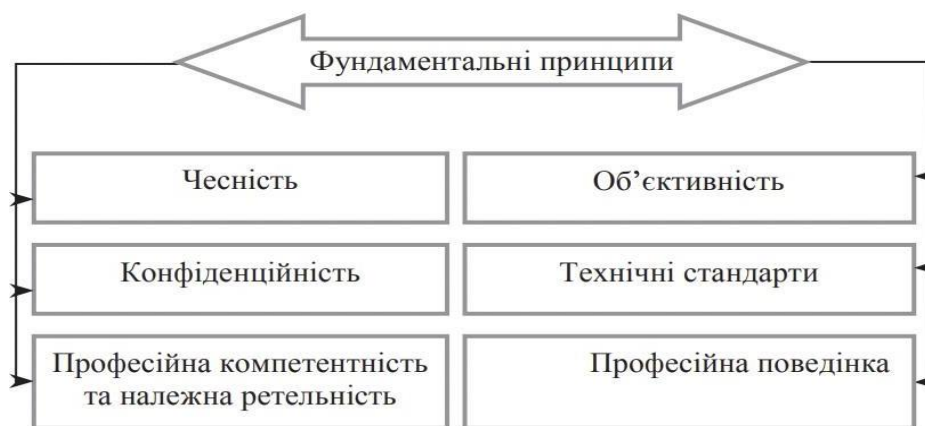 Фундаментальні принципи
Чесність
Об’єктивність
Конфіденційність
Технічні стандарти
Професійна компетентність
та належна ретельність
Професійна поведінка